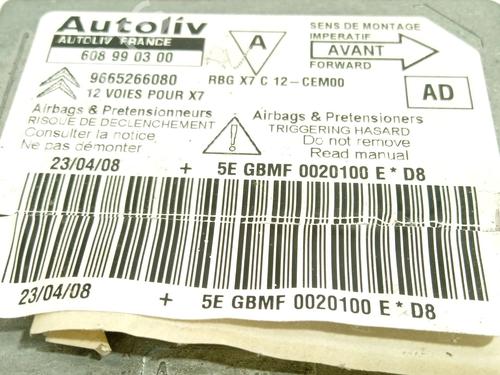 Autoliv
AUTOLIV FRANCE
608 99 03 00
A
SENS DE MONTAGE
IMPERATIF
AVANT
FORWARD
9665266080
RBG X7 C 12-CEM00
12 VOIES POUR X7
AD
Airbags & Pretensionneurs
RISQUE DE DECLENCHEMENT
Consulter la notice
Ne pas démonter
Airbags & Pretensioners
TRIGGERING HASARD
Do not remove
Read manual
23/04/08 + 5E GBMF 0020100 E * D8
23/04/08 + 5E GBMF 0020100 E * D8